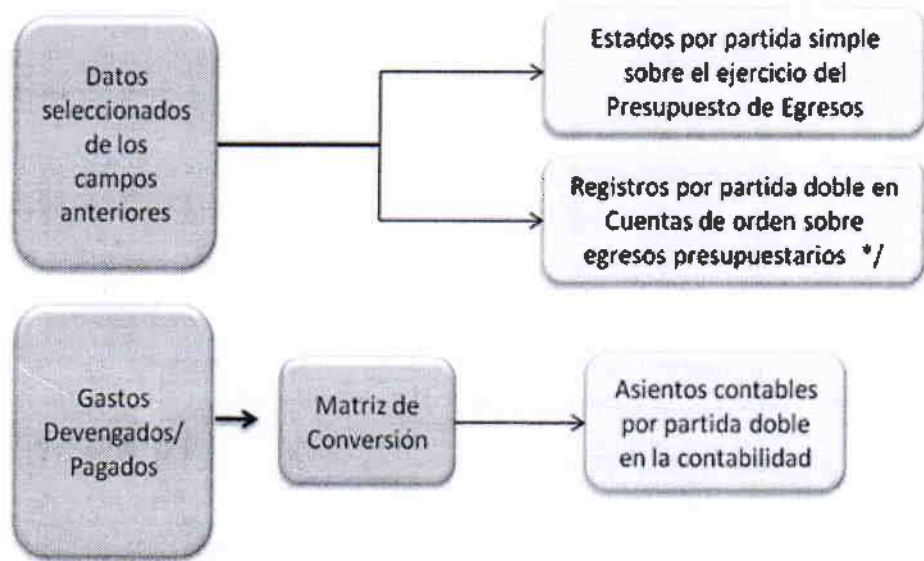 Datos
seleccionados
de los
campos
anteriores
Estados por partida simple
sobre el ejercicio del
Presupuesto de Egresos
Registros por partida doble en
Cuentas de orden sobre
egresos presupuestarios */
Gastos
Devengados/
Pagados
Matriz de
Conversión
Asientos contables
por partida doble
en la contabilidad